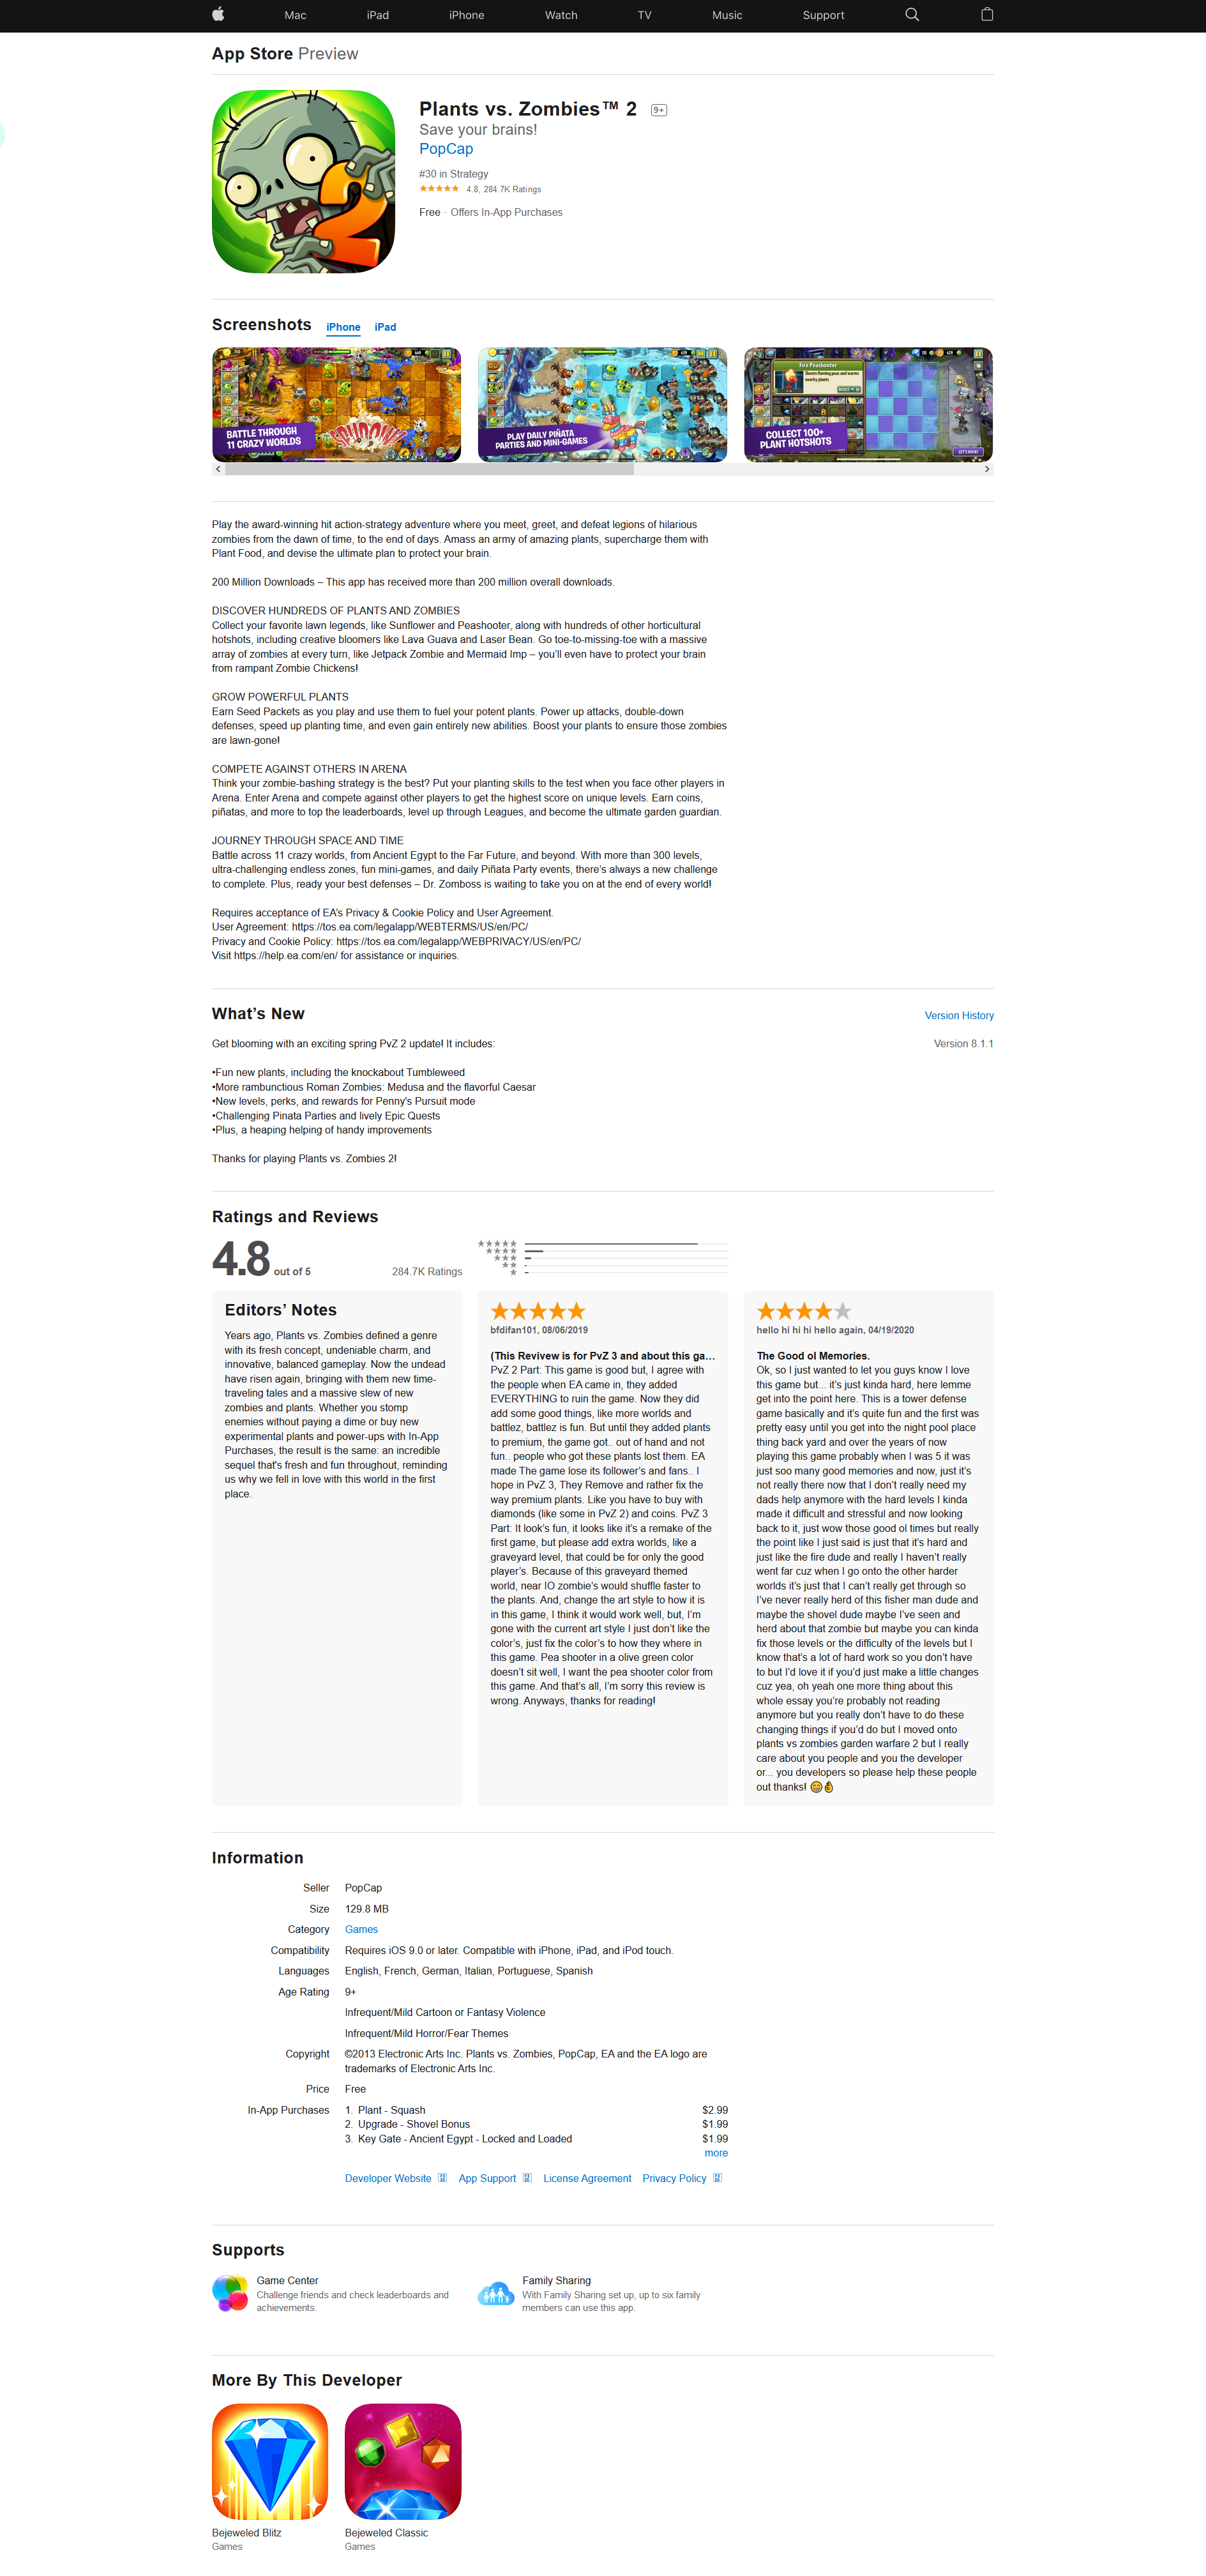 Mac iPad iPhone Watch TV Music Support
App Store Preview
Plants vs. Zombies™ 2 9+
Save your brains!
PopCap
#30 in Strategy
4.8, 284.7K Ratings
Free · Offers In-App Purchases
Screenshots iPhone iPad
BATTLE THROUGH
11 CRAZY WORLDS
PLAY DAILY PIÑATA
PARTIES AND MINI-GAMES
Fire Peashooter
Shoots flaming peas and warms
nearby plants
COLLECT 100+
PLANT HOTSHOTS
LET'S ROCK!
Play the award-winning hit action-strategy adventure where you meet, greet, and defeat legions of hilarious
zombies from the dawn of time, to the end of days. Amass an army of amazing plants, supercharge them with
Plant Food, and devise the ultimate plan to protect your brain.
200 Million Downloads – This app has received more than 200 million overall downloads.
DISCOVER HUNDREDS OF PLANTS AND ZOMBIES
Collect your favorite lawn legends, like Sunflower and Peashooter, along with hundreds of other horticultural
hotshots, including creative bloomers like Lava Guava and Laser Bean. Go toe-to-missing-toe with a massive
array of zombies at every turn, like Jetpack Zombie and Mermaid Imp – you’ll even have to protect your brain
from rampant Zombie Chickens!
GROW POWERFUL PLANTS
Earn Seed Packets as you play and use them to fuel your potent plants. Power up attacks, double-down
defenses, speed up planting time, and even gain entirely new abilities. Boost your plants to ensure those zombies
are lawn-gone!
COMPETE AGAINST OTHERS IN ARENA
Think your zombie-bashing strategy is the best? Put your planting skills to the test when you face other players in
Arena. Enter Arena and compete against other players to get the highest score on unique levels. Earn coins,
piñatas, and more to top the leaderboards, level up through Leagues, and become the ultimate garden guardian.
JOURNEY THROUGH SPACE AND TIME
Battle across 11 crazy worlds, from Ancient Egypt to the Far Future, and beyond. With more than 300 levels,
ultra-challenging endless zones, fun mini-games, and daily Piñata Party events, there’s always a new challenge
to complete. Plus, ready your best defenses – Dr. Zomboss is waiting to take you on at the end of every world!
Requires acceptance of EA’s Privacy & Cookie Policy and User Agreement.
User Agreement: https://tos.ea.com/legalapp/WEBTERMS/US/en/PC/
Privacy and Cookie Policy: https://tos.ea.com/legalapp/WEBPRIVACY/US/en/PC/
Visit https://help.ea.com/en/ for assistance or inquiries.
What’s New Version History
Get blooming with an exciting spring PvZ 2 update! It includes: Version 8.1.1
•Fun new plants, including the knockabout Tumbleweed
•More rambunctious Roman Zombies: Medusa and the flavorful Caesar
•New levels, perks, and rewards for Penny's Pursuit mode
•Challenging Pinata Parties and lively Epic Quests
•Plus, a heaping helping of handy improvements
Thanks for playing Plants vs. Zombies 2!
Ratings and Reviews
4.8 out of 5 284.7K Ratings
Editors’ Notes
Years ago, Plants vs. Zombies defined a genre
with its fresh concept, undeniable charm, and
innovative, balanced gameplay. Now the undead
have risen again, bringing with them new time-
traveling tales and a massive slew of new
zombies and plants. Whether you stomp
enemies without paying a dime or buy new
experimental plants and power-ups with In-App
Purchases, the result is the same: an incredible
sequel that's fresh and fun throughout, reminding
us why we fell in love with this world in the first
place.
bfdifan101, 08/06/2019
(This Revivew is for PvZ 3 and about this ga…
PvZ 2 Part: This game is good but, I agree with
the people when EA came in, they added
EVERYTHING to ruin the game. Now they did
add some good things, like more worlds and
battlez, battlez is fun. But until they added plants
to premium, the game got.. out of hand and not
fun.. people who got these plants lost them. EA
made The game lose its follower’s and fans.. I
hope in PvZ 3, They Remove and rather fix the
way premium plants. Like you have to buy with
diamonds (like some in PvZ 2) and coins. PvZ 3
Part: It look’s fun, it looks like it’s a remake of the
first game, but please add extra worlds, like a
graveyard level, that could be for only the good
player’s. Because of this graveyard themed
world, near IO zombie’s would shuffle faster to
the plants. And, change the art style to how it is
in this game, I think it would work well, but, I’m
gone with the current art style I just don’t like the
color’s, just fix the color’s to how they where in
this game. Pea shooter in a olive green color
doesn’t sit well, I want the pea shooter color from
this game. And that’s all, I’m sorry this review is
wrong. Anyways, thanks for reading!
hello hi hi hi hello again, 04/19/2020
The Good ol Memories.
Ok, so I just wanted to let you guys know I love
this game but... it’s just kinda hard, here lemme
get into the point here. This is a tower defense
game basically and it’s quite fun and the first was
pretty easy until you get into the night pool place
thing back yard and over the years of now
playing this game probably when I was 5 it was
just soo many good memories and now, just it’s
not really there now that I don’t really need my
dads help anymore with the hard levels I kinda
made it difficult and stressful and now looking
back to it, just wow those good ol times but really
the point like I just said is just that it’s hard and
just like the fire dude and really I haven’t really
went far cuz when I go onto the other harder
worlds it’s just that I can’t really get through so
I’ve never really herd of this fisher man dude and
maybe the shovel dude maybe I’ve seen and
herd about that zombie but maybe you can kinda
fix those levels or the difficulty of the levels but I
know that’s a lot of hard work so you don’t have
to but I’d love it if you’d just make a little changes
cuz yea, oh yeah one more thing about this
whole essay you’re probably not reading
anymore but you really don’t have to do these
changing things if you’d do but I moved onto
plants vs zombies garden warfare 2 but I really
care about you people and you the developer
or... you developers so please help these people
out thanks! 😁👌
Information
Seller PopCap
Size 129.8 MB
Category Games
Compatibility Requires iOS 9.0 or later. Compatible with iPhone, iPad, and iPod touch.
Languages English, French, German, Italian, Portuguese, Spanish
Age Rating 9+
Infrequent/Mild Cartoon or Fantasy Violence
Infrequent/Mild Horror/Fear Themes
Copyright ©2013 Electronic Arts Inc. Plants vs. Zombies, PopCap, EA and the EA logo are
trademarks of Electronic Arts Inc.
Price Free
In-App Purchases 1. Plant - Squash $2.99
2. Upgrade - Shovel Bonus $1.99
3. Key Gate - Ancient Egypt - Locked and Loaded $1.99
more
Developer Website App Support License Agreement Privacy Policy
Supports
Game Center
Challenge friends and check leaderboards and
achievements.
Family Sharing
With Family Sharing set up, up to six family
members can use this app.
More By This Developer
Bejeweled Blitz
Games
Bejeweled Classic
Games